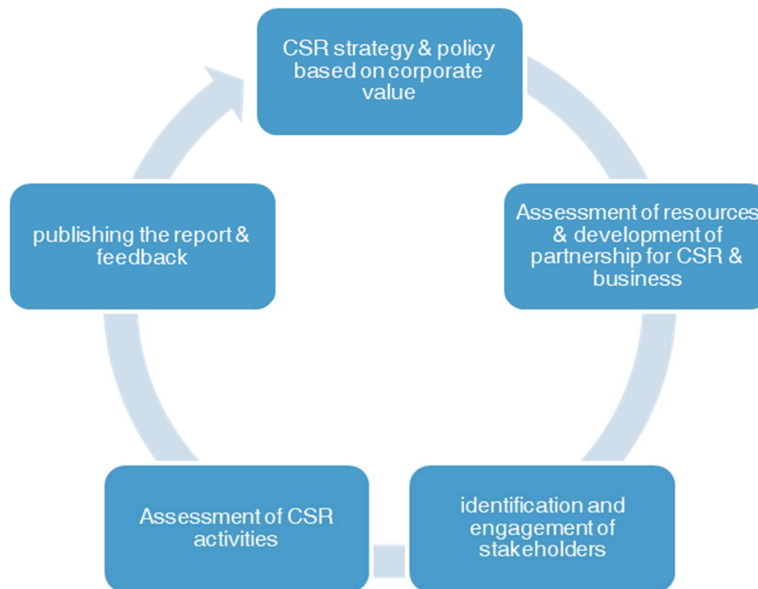 CSR strategy & policy
based on corporate
value
Assessment of resources
& development of
partnership for CSR &
business
identification and
engagement of
stakeholders
Assessment of CSR
activities
publishing the report &
feedback